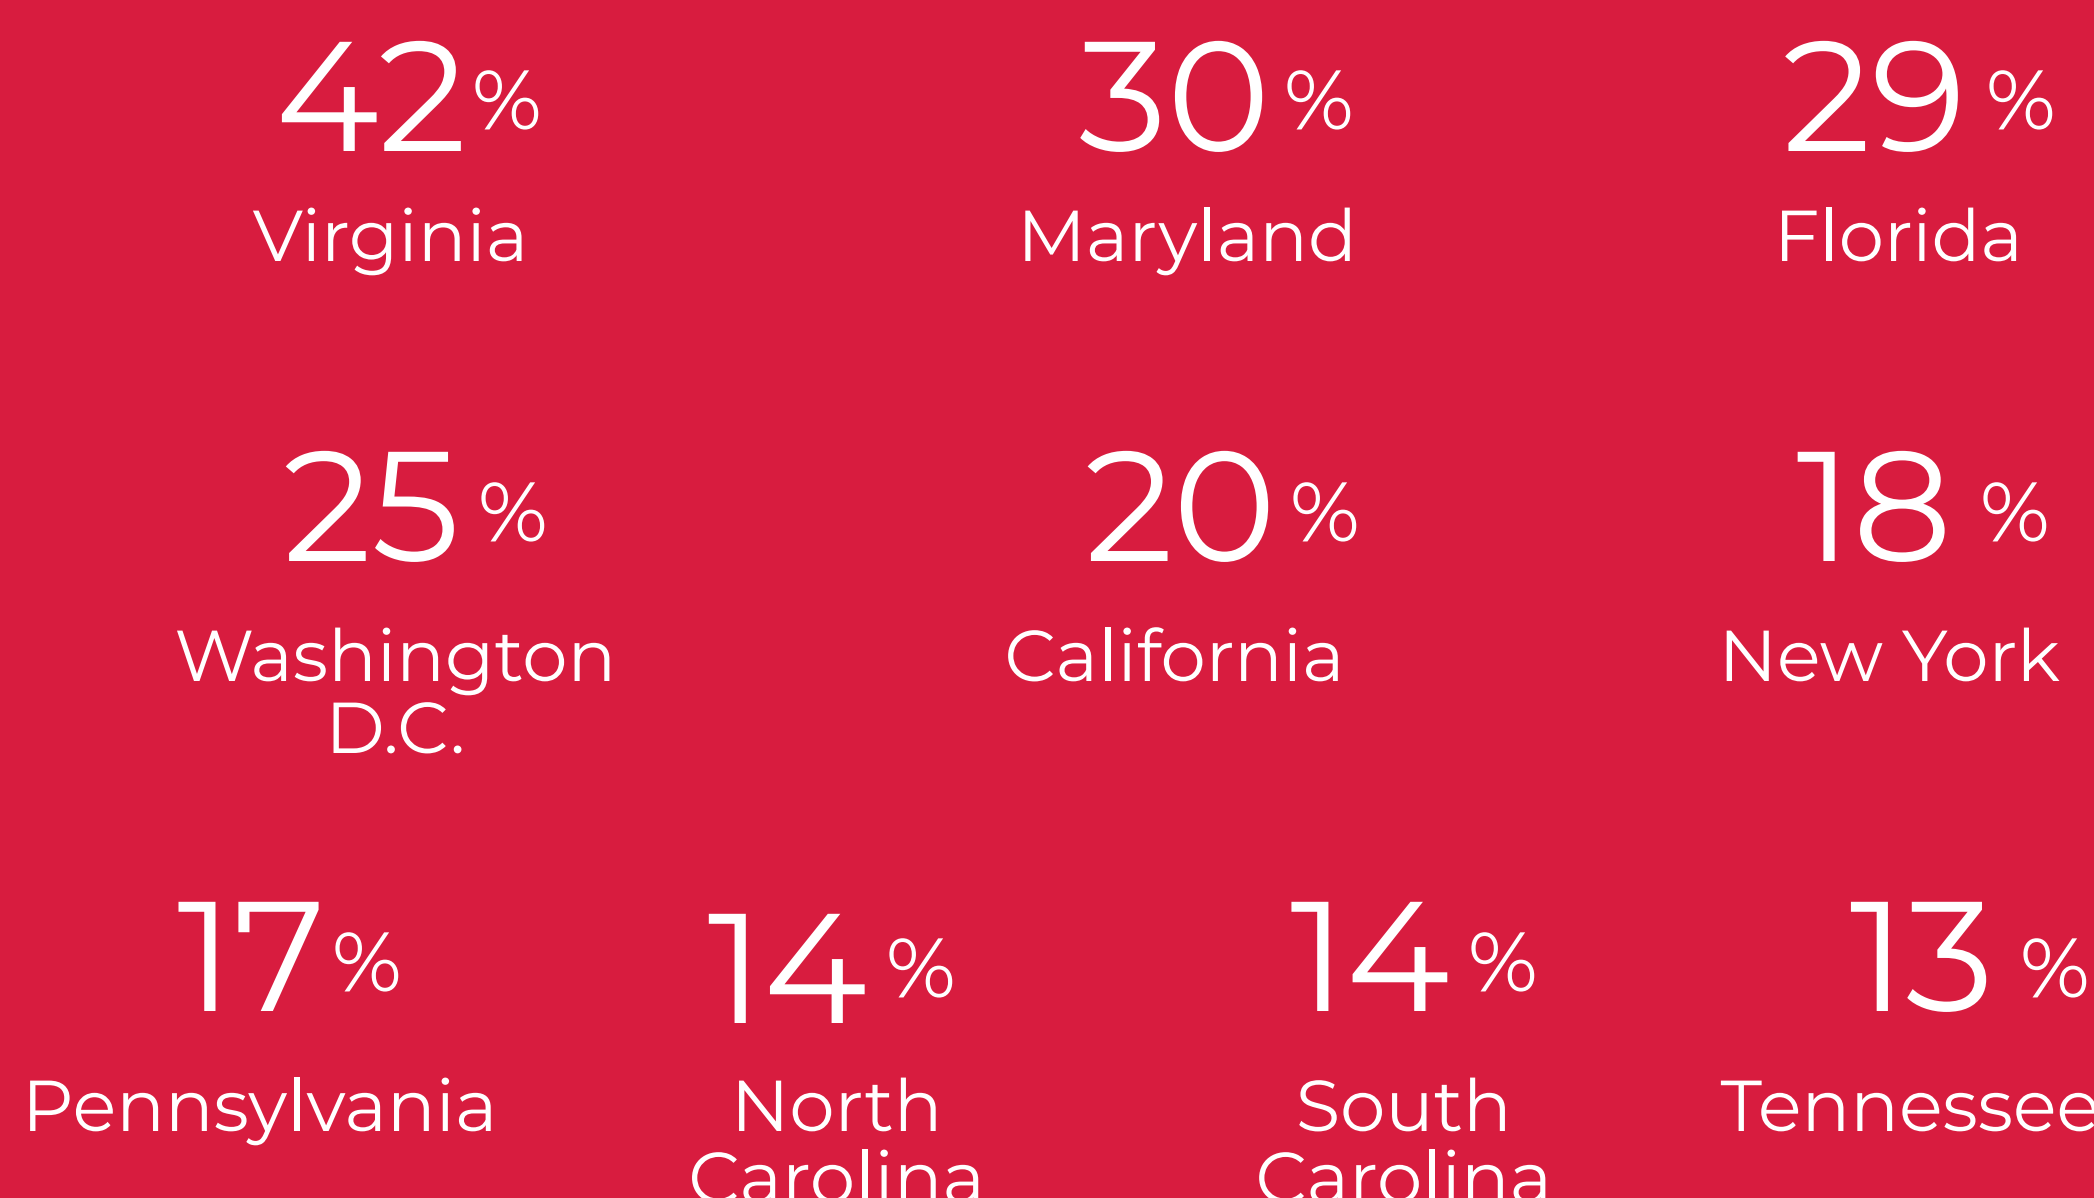 42% 30% 29%
Virginia Maryland Florida
25% 20% 18%
Washington D.C. California New York
17% 14% 14% 13%
Pennsylvania North Carolina South Carolina Tennessee